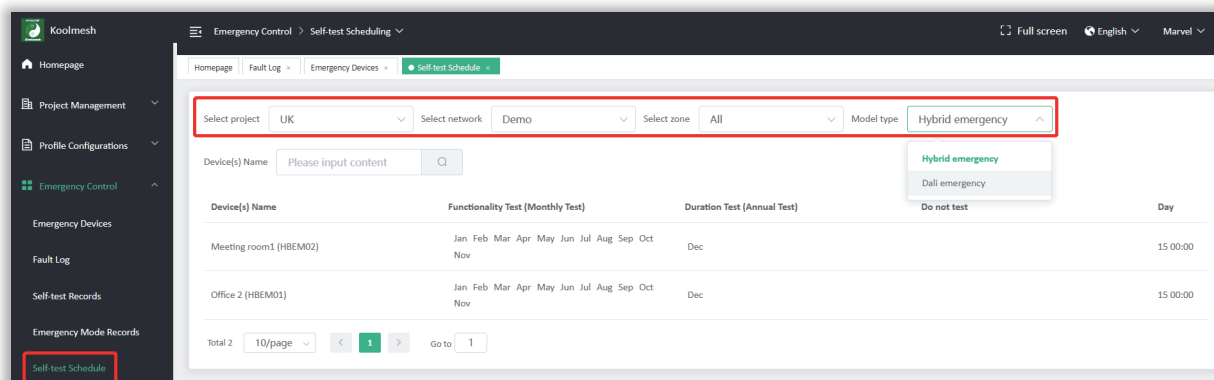 Koolmesh
Emergency Control > Self-test Scheduling
Full screen
English
Marvel
Homepage
Homepage
Fault Log ×
Emergency Devices ×
Self-test Schedule ×
Project Management
Profile Configurations
Emergency Control
Emergency Devices
Fault Log
Self-test Records
Emergency Mode Records
Self-test Schedule
Select project UK
Select network Demo
Select zone All
Model type Hybrid emergency
Hybrid emergency
Dali emergency
Device(s) Name Please input content
Device(s) Name Functionality Test (Monthly Test) Duration Test (Annual Test) Do not test Day
Meeting room1 (HBEM02) Jan Feb Mar Apr May Jun Jul Aug Sep Oct Dec 15 00:00
Nov
Office 2 (HBEM01) Jan Feb Mar Apr May Jun Jul Aug Sep Oct Dec 15 00:00
Nov
Total 2 10/page < 1 > Go to 1